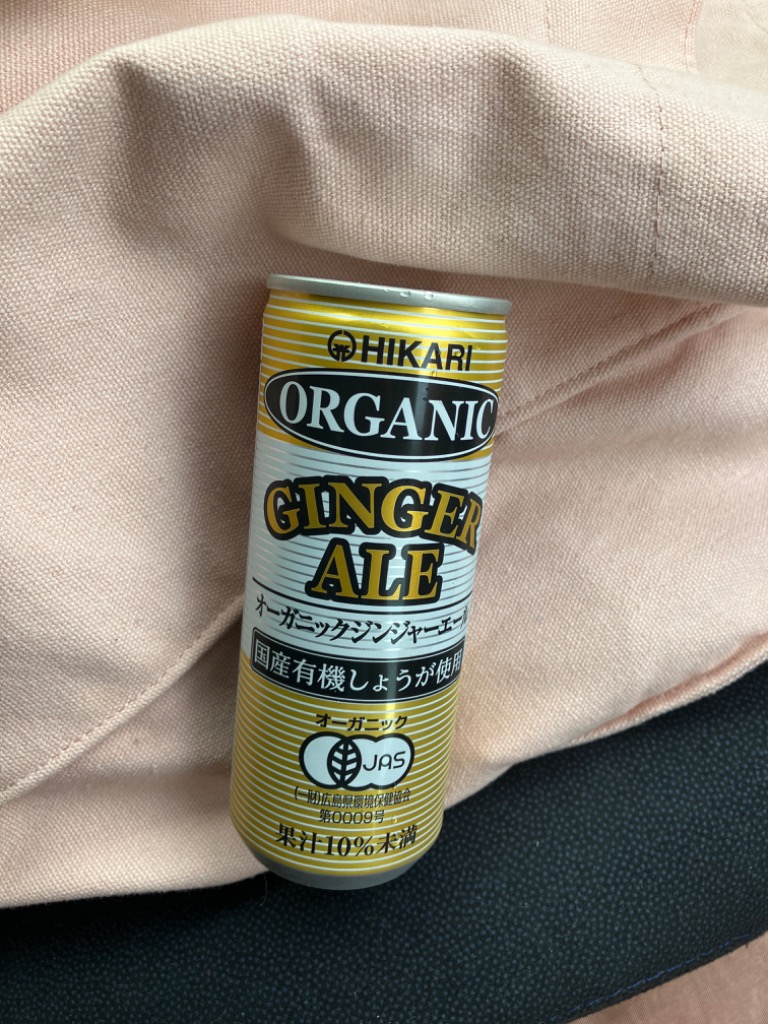 HIKARI
ORGANIC
GINGER
ALE
オーガニックジンジャーエール
国産有機しょうが使用
オーガニック
JAS
(一財)広島県環境保健協会
第0009号
果汁10%未満